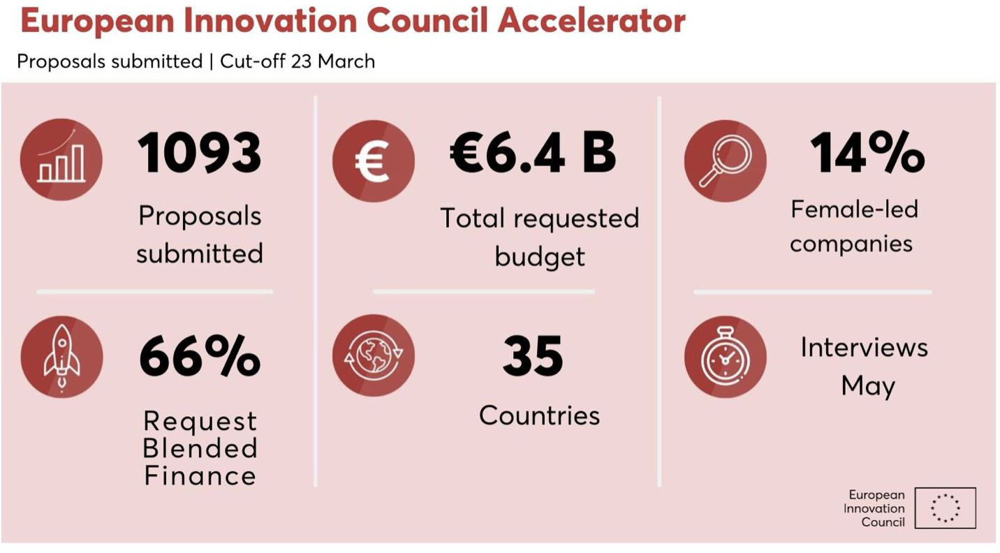 European Innovation Council Accelerator
Proposals submitted | Cut-off 23 March
1093
Proposals
submitted
€
€6.4 B
Total requested
budget
14%
Female-led
companies
66%
Request
Blended
Finance
35
Countries
Interviews
May
European
Innovation
Council